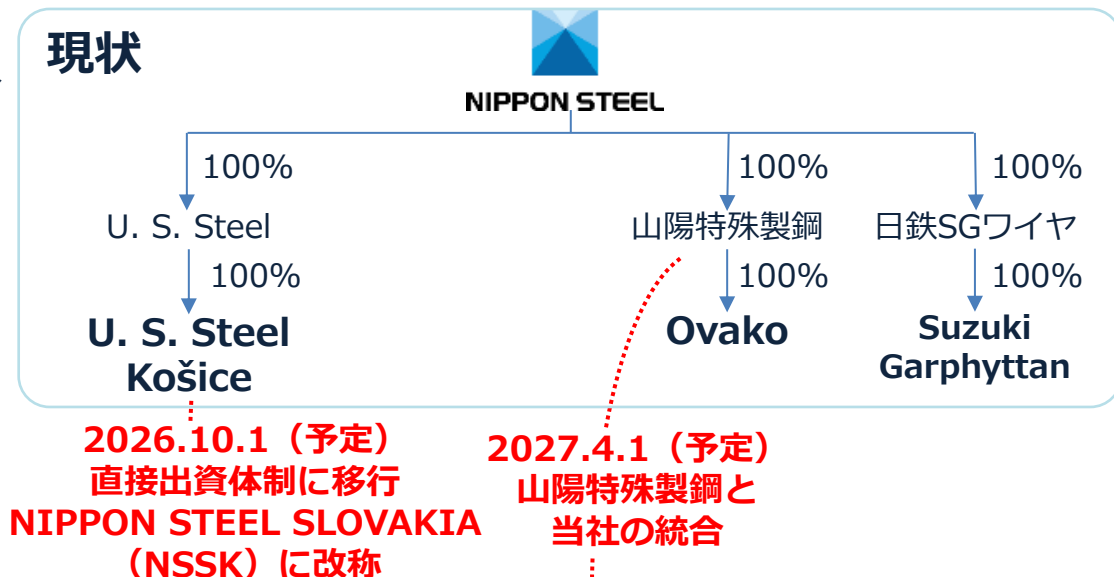 現状
NIPPON STEEL
100%
100%
100%
U. S. Steel
山陽特殊製鋼
日鉄SGワイヤ
100%
100%
100%
U. S. Steel
Košice
Ovako
Suzuki
Garphyttan
2026.10.1（予定）
直接出資体制に移行
NIPPON STEEL SLOVAKIA
（NSSK）に改称
2027.4.1（予定）
山陽特殊製鋼と
当社の統合